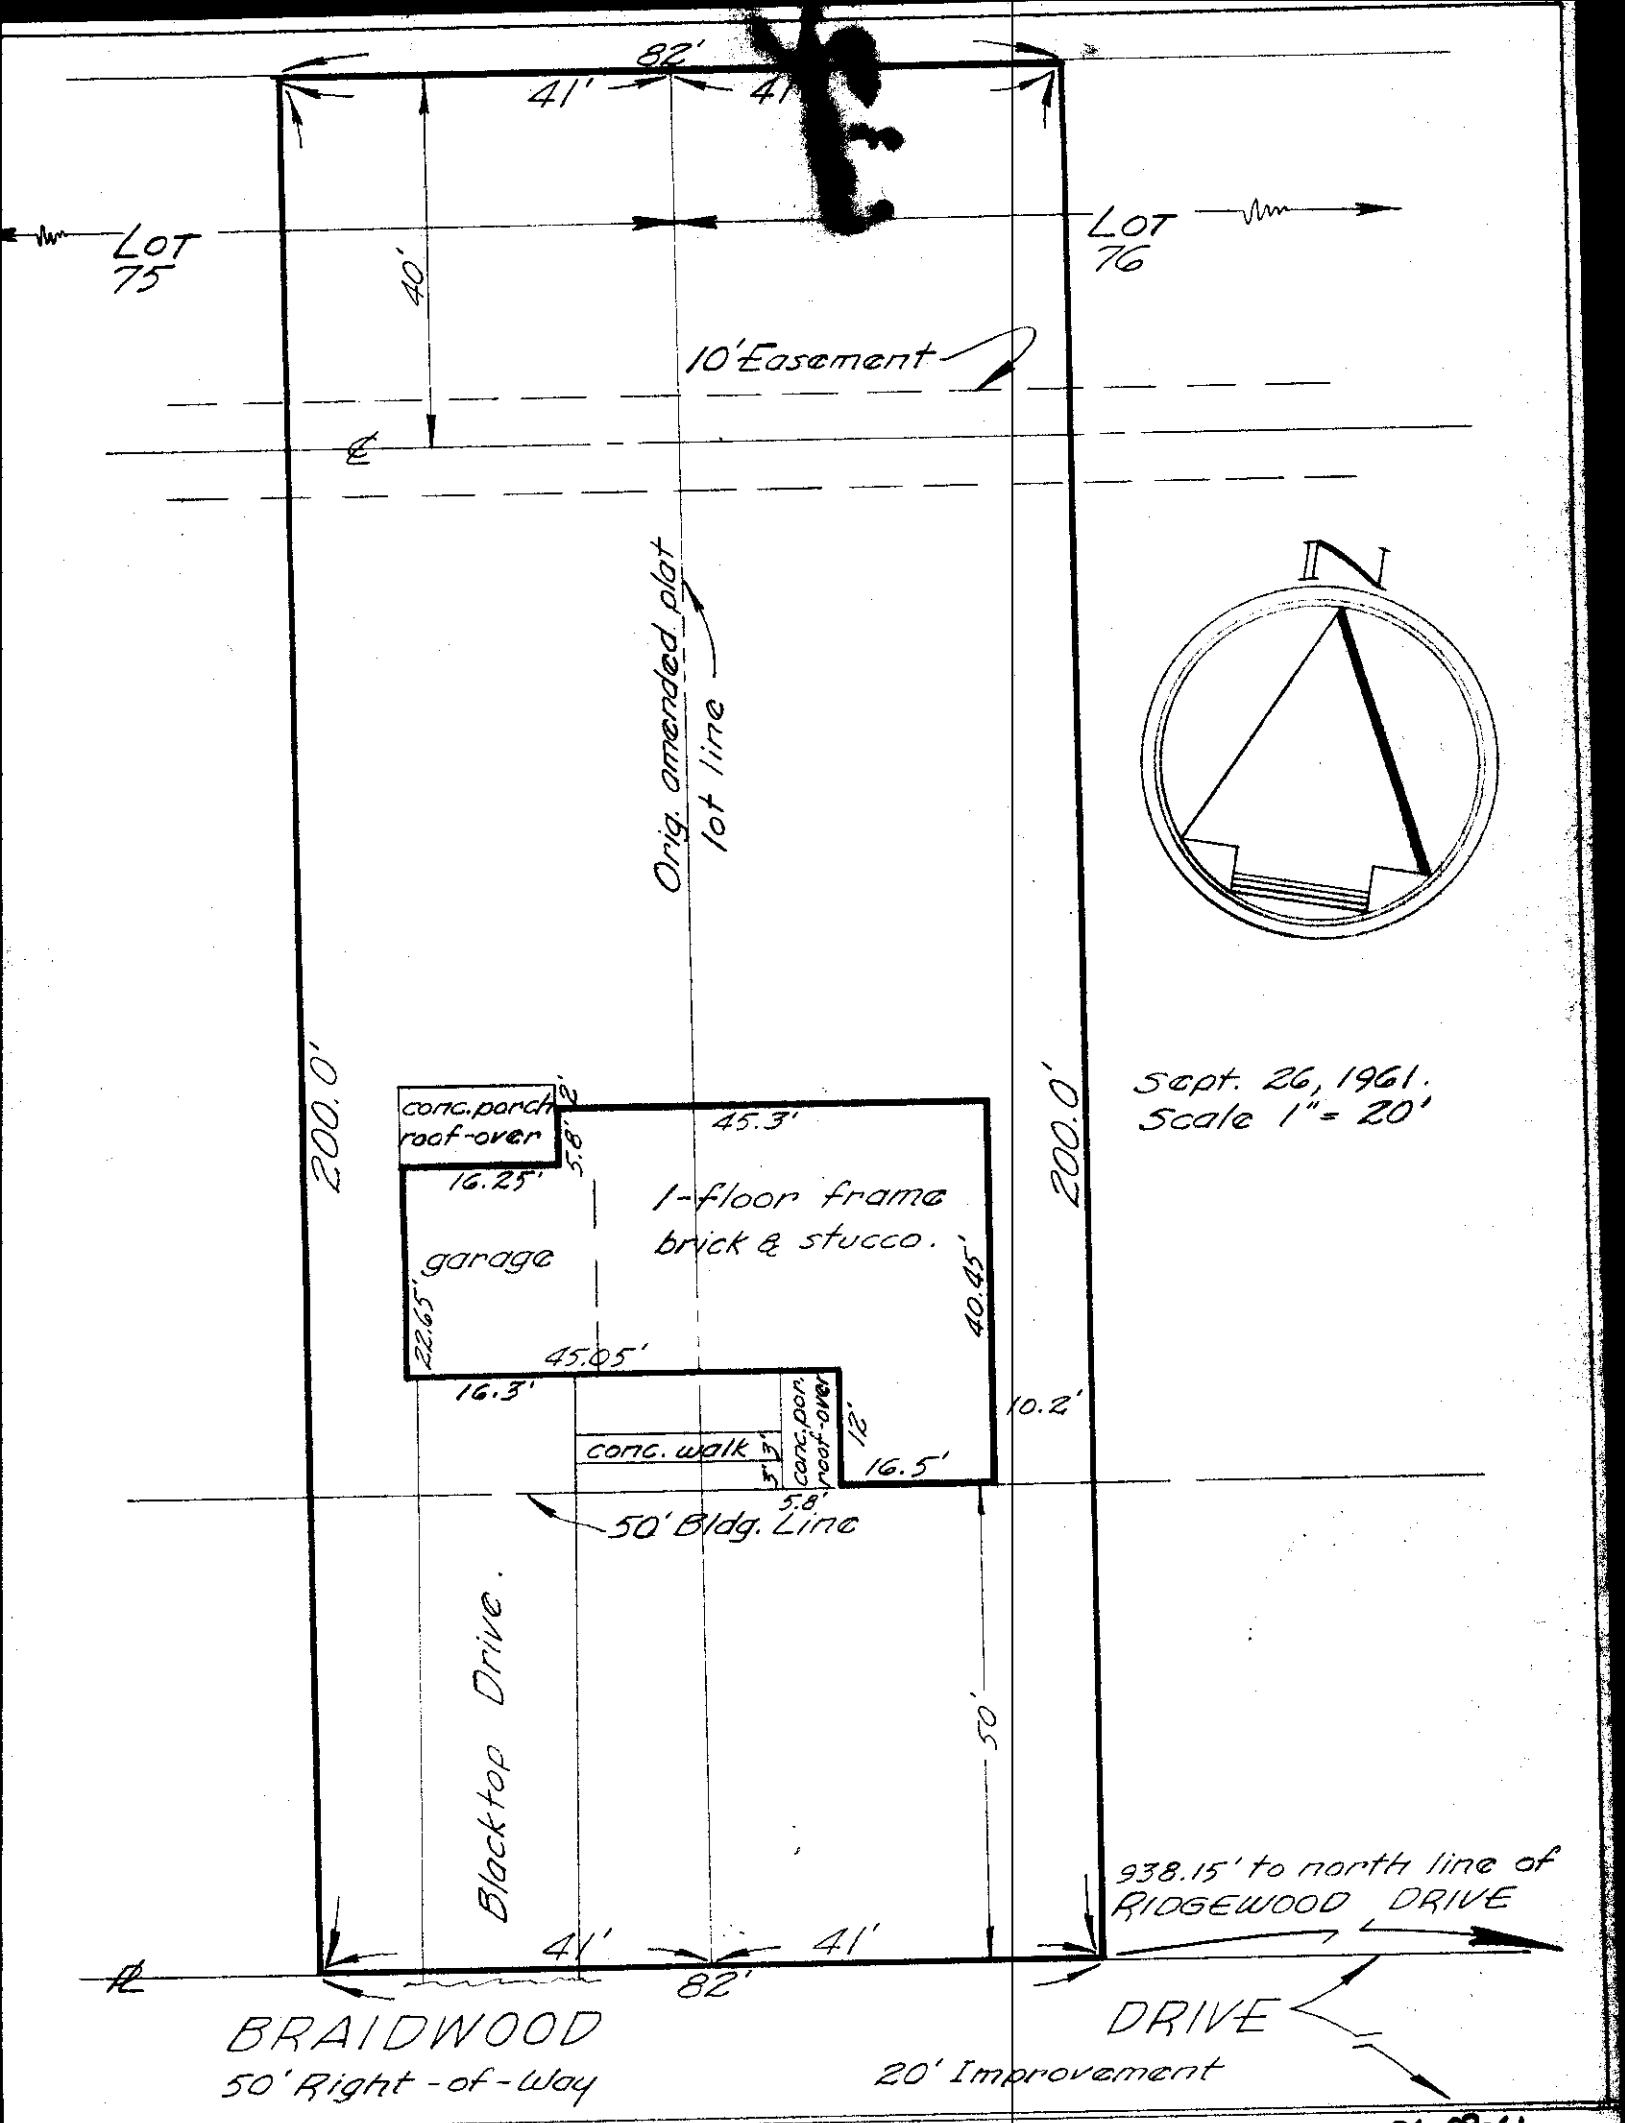 82'
41'
41'
LOT
75
LOT
76
40'
10' Easement
℄
N
Orig. amended plat
lot line
200.0'
200.0'
Sept. 26, 1961.
Scale 1" = 20'
conc. porch
roof-over
2'
5.8'
45.3'
16.25'
1-floor frame
brick & stucco.
garage
22.65'
40.45'
45.05'
16.3'
conc. por.
roof-over
12'
10.2'
conc. walk
3'
3'
16.5'
5.8'
50' Bldg. Line
Blacktop Drive.
50'
938.15' to north line of
RIDGEWOOD DRIVE
41'
41'
82'
BRAIDWOOD DRIVE
50' Right-of-Way
20' Improvement